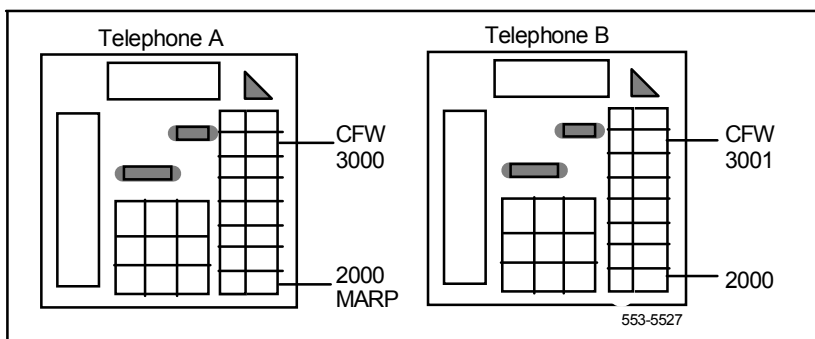 Telephone A
CFW
3000
2000
MARP
Telephone B
CFW
3001
2000
553-5527